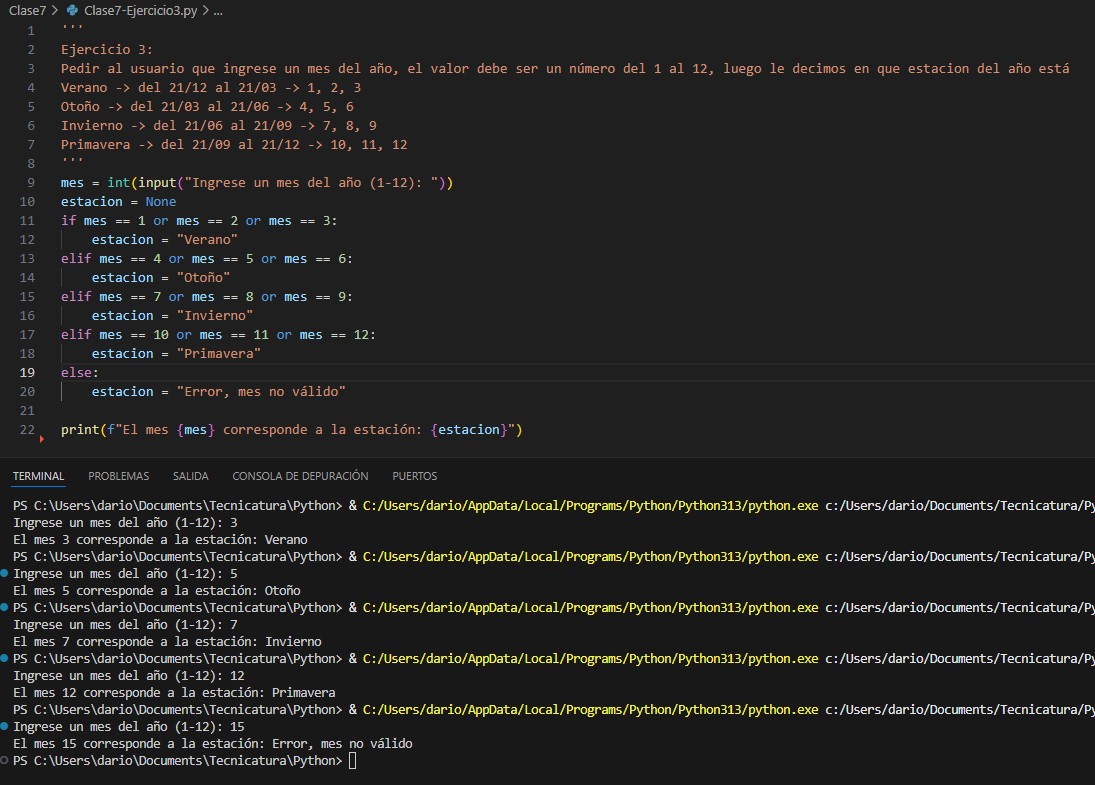 Clase7 > Clase7-Ejercicio3.py > ...
1 '''
2 Ejercicio 3:
3 Pedir al usuario que ingrese un mes del año, el valor debe ser un número del 1 al 12, luego le decimos en que estacion del año está
4 Verano -> del 21/12 al 21/03 -> 1, 2, 3
5 Otoño -> del 21/03 al 21/06 -> 4, 5, 6
6 Invierno -> del 21/06 al 21/09 -> 7, 8, 9
7 Primavera -> del 21/09 al 21/12 -> 10, 11, 12
8 '''
9 mes = int(input("Ingrese un mes del año (1-12): "))
10 estacion = None
11 if mes == 1 or mes == 2 or mes == 3:
12     estacion = "Verano"
13 elif mes == 4 or mes == 5 or mes == 6:
14     estacion = "Otoño"
15 elif mes == 7 or mes == 8 or mes == 9:
16     estacion = "Invierno"
17 elif mes == 10 or mes == 11 or mes == 12:
18     estacion = "Primavera"
19 else:
20     estacion = "Error, mes no válido"
21
22 print(f"El mes {mes} corresponde a la estación: {estacion}")
TERMINAL PROBLEMAS SALIDA CONSOLA DE DEPURACIÓN PUERTOS
PS C:\Users\dario\Documents\Tecnicatura\Python> & C:/Users/dario/AppData/Local/Programs/Python/Python313/python.exe c:/Users/dario/Documents/Tecnicatura/Py
Ingrese un mes del año (1-12): 3
El mes 3 corresponde a la estación: Verano
PS C:\Users\dario\Documents\Tecnicatura\Python> & C:/Users/dario/AppData/Local/Programs/Python/Python313/python.exe c:/Users/dario/Documents/Tecnicatura/Py
Ingrese un mes del año (1-12): 5
El mes 5 corresponde a la estación: Otoño
PS C:\Users\dario\Documents\Tecnicatura\Python> & C:/Users/dario/AppData/Local/Programs/Python/Python313/python.exe c:/Users/dario/Documents/Tecnicatura/Py
Ingrese un mes del año (1-12): 7
El mes 7 corresponde a la estación: Invierno
PS C:\Users\dario\Documents\Tecnicatura\Python> & C:/Users/dario/AppData/Local/Programs/Python/Python313/python.exe c:/Users/dario/Documents/Tecnicatura/Py
Ingrese un mes del año (1-12): 12
El mes 12 corresponde a la estación: Primavera
PS C:\Users\dario\Documents\Tecnicatura\Python> & C:/Users/dario/AppData/Local/Programs/Python/Python313/python.exe c:/Users/dario/Documents/Tecnicatura/Py
Ingrese un mes del año (1-12): 15
El mes 15 corresponde a la estación: Error, mes no válido
PS C:\Users\dario\Documents\Tecnicatura\Python>